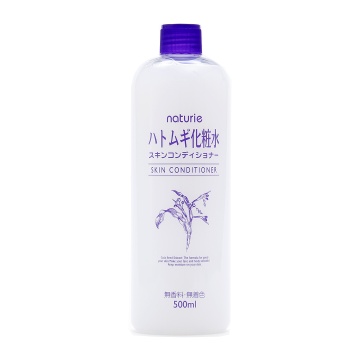 naturie
ハトムギ化粧水
スキンコンディショナー
SKIN CONDITIONER
無香料・無着色
500ml